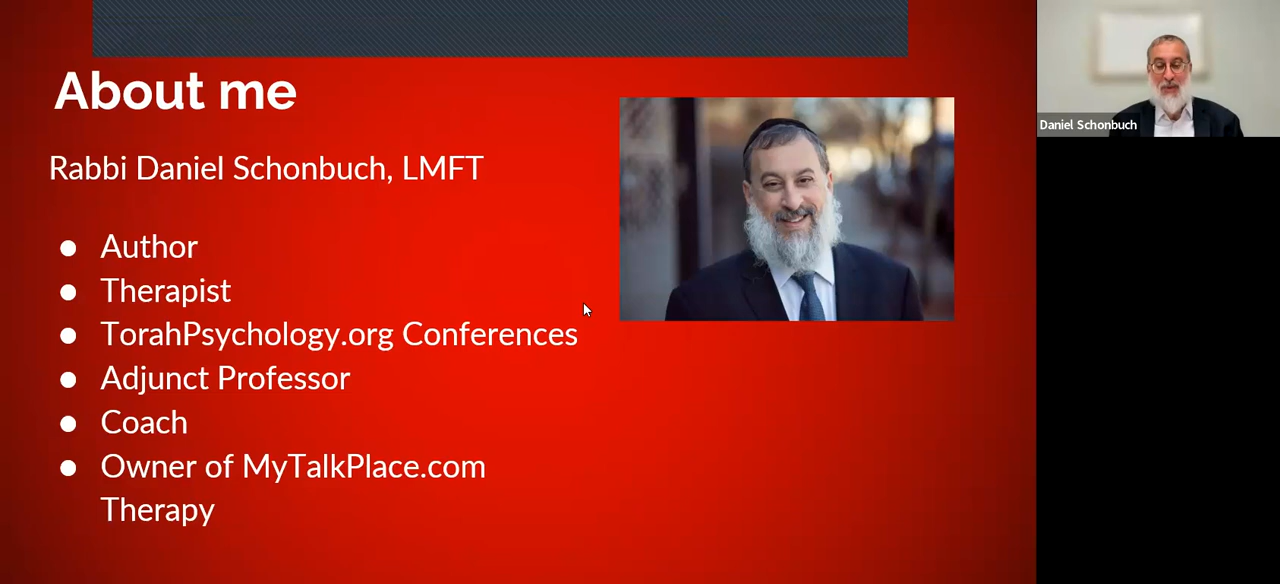 About me
Rabbi Daniel Schonbuch, LMFT
● Author
● Therapist
● TorahPsychology.org Conferences
● Adjunct Professor
● Coach
● Owner of MyTalkPlace.com
Therapy
Daniel Schonbuch